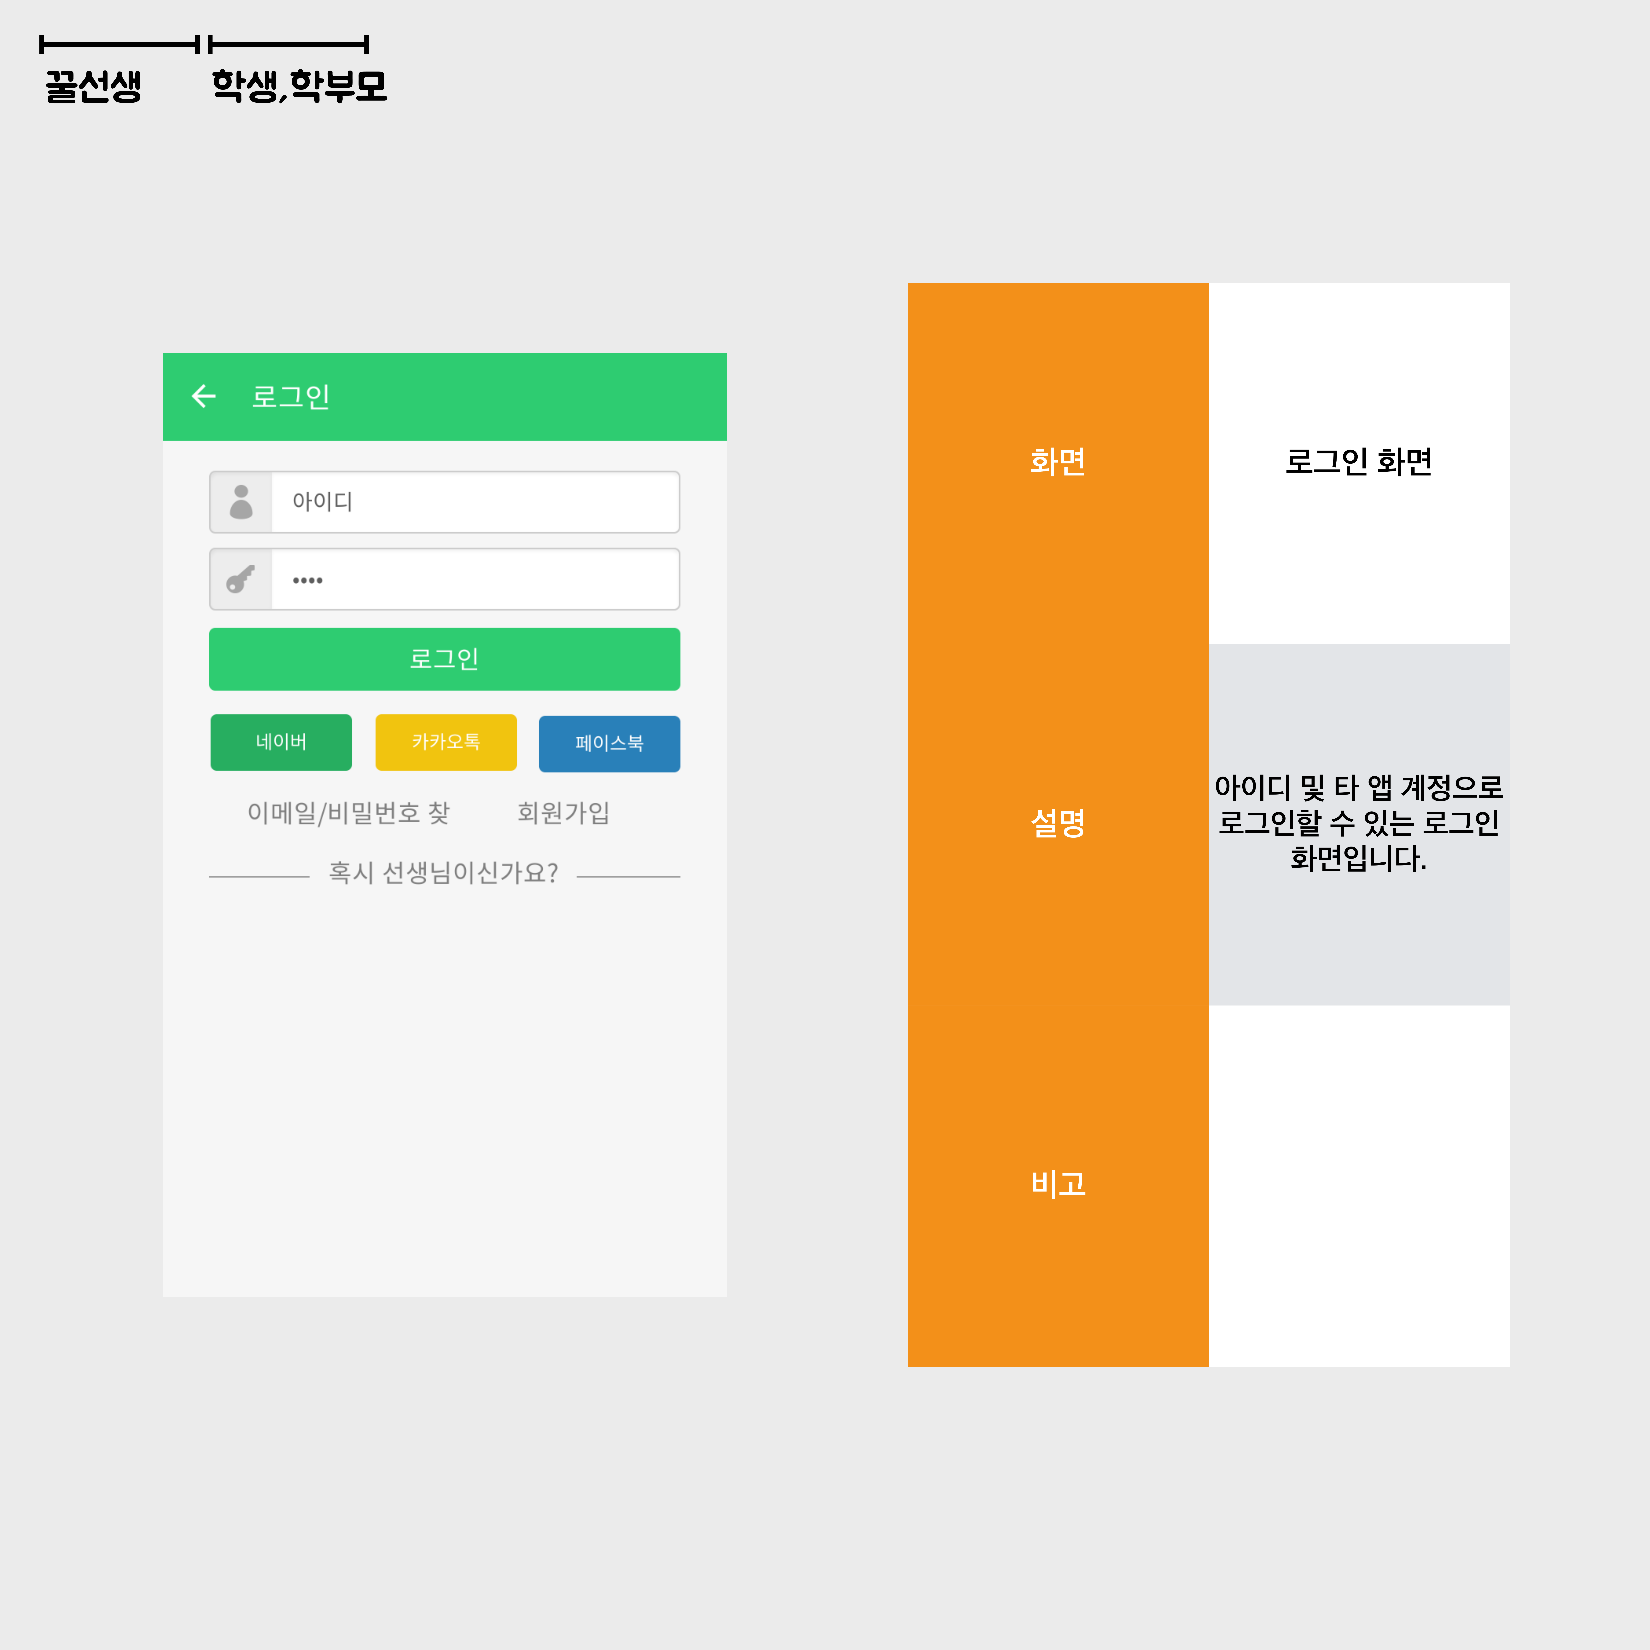 꿀선생
학생,학부모
로그인
아이디
••••
로그인
네이버
카카오톡
페이스북
이메일/비밀번호 찾
회원가입
혹시 선생님이신가요?
화면
로그인 화면
설명
아이디 및 타 앱 계정으로
로그인할 수 있는 로그인
화면입니다.
비고